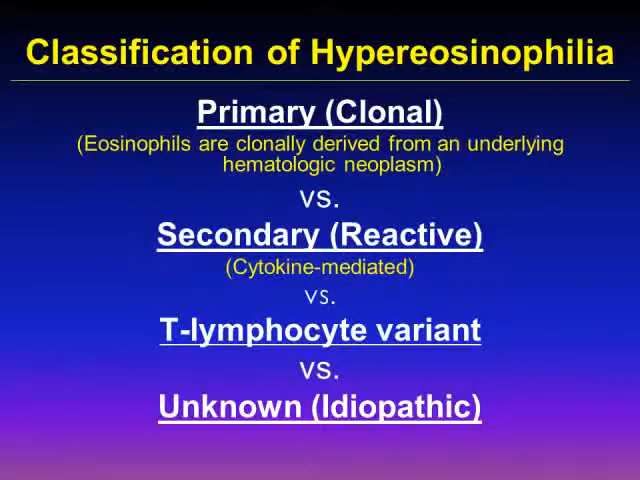 Classification of Hypereosinophilia
Primary (Clonal)
(Eosinophils are clonally derived from an underlying
hematologic neoplasm)
vs.
Secondary (Reactive)
(Cytokine-mediated)
vs.
T-lymphocyte variant
vs.
Unknown (Idiopathic)